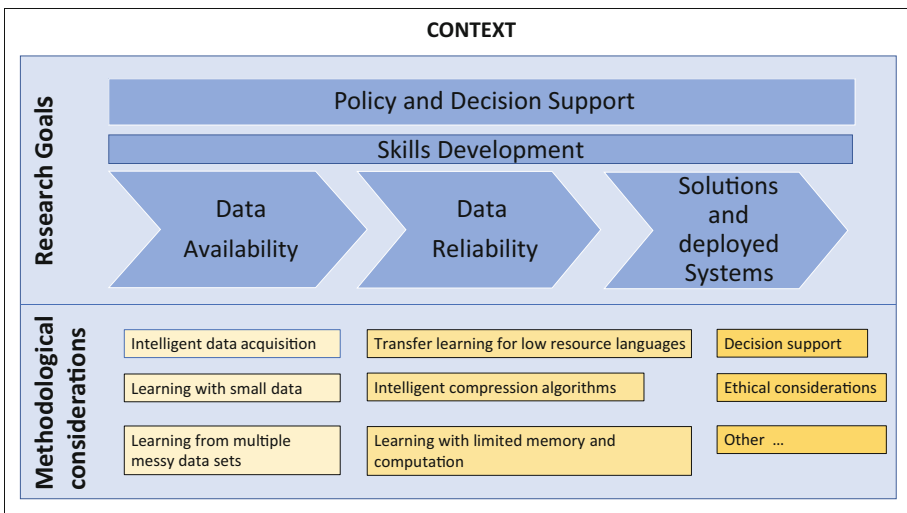 CONTEXT
Research Goals
Policy and Decision Support
Skills Development
Data
Availability
Data
Reliability
Solutions
and
deployed
Systems
Methodological
considerations
Intelligent data acquisition
Transfer learning for low resource languages
Decision support
Learning with small data
Intelligent compression algorithms
Ethical considerations
Learning from multiple
messy data sets
Learning with limited memory and
computation
Other ...